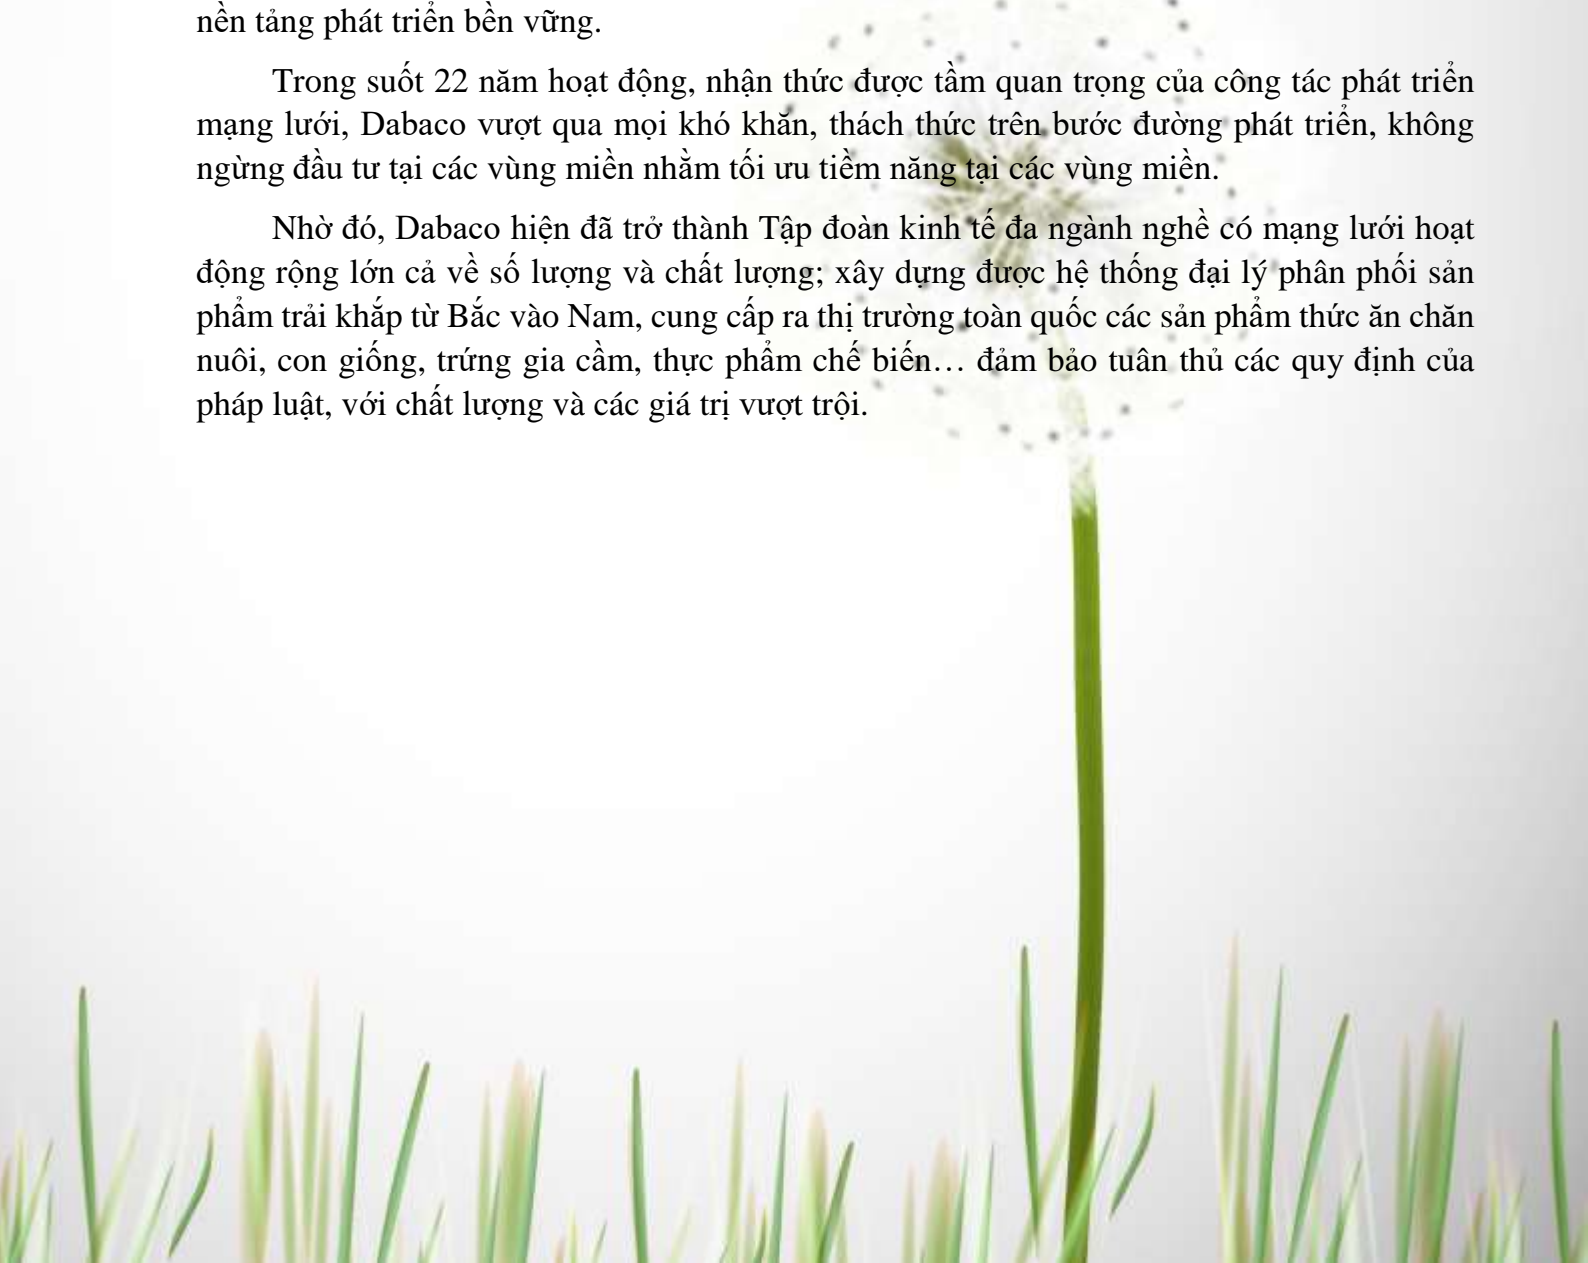 nền tảng phát triển bền vững.
Trong suốt 22 năm hoạt động, nhận thức được tầm quan trọng của công tác phát triển
mạng lưới, Dabaco vượt qua mọi khó khăn, thách thức trên bước đường phát triển, không
ngừng đầu tư tại các vùng miền nhằm tối ưu tiềm năng tại các vùng miền.
Nhờ đó, Dabaco hiện đã trở thành Tập đoàn kinh tế đa ngành nghề có mạng lưới hoạt
động rộng lớn cả về số lượng và chất lượng; xây dựng được hệ thống đại lý phân phối sản
phẩm trải khắp từ Bắc vào Nam, cung cấp ra thị trường toàn quốc các sản phẩm thức ăn chăn
nuôi, con giống, trứng gia cầm, thực phẩm chế biến… đảm bảo tuân thủ các quy định của
pháp luật, với chất lượng và các giá trị vượt trội.